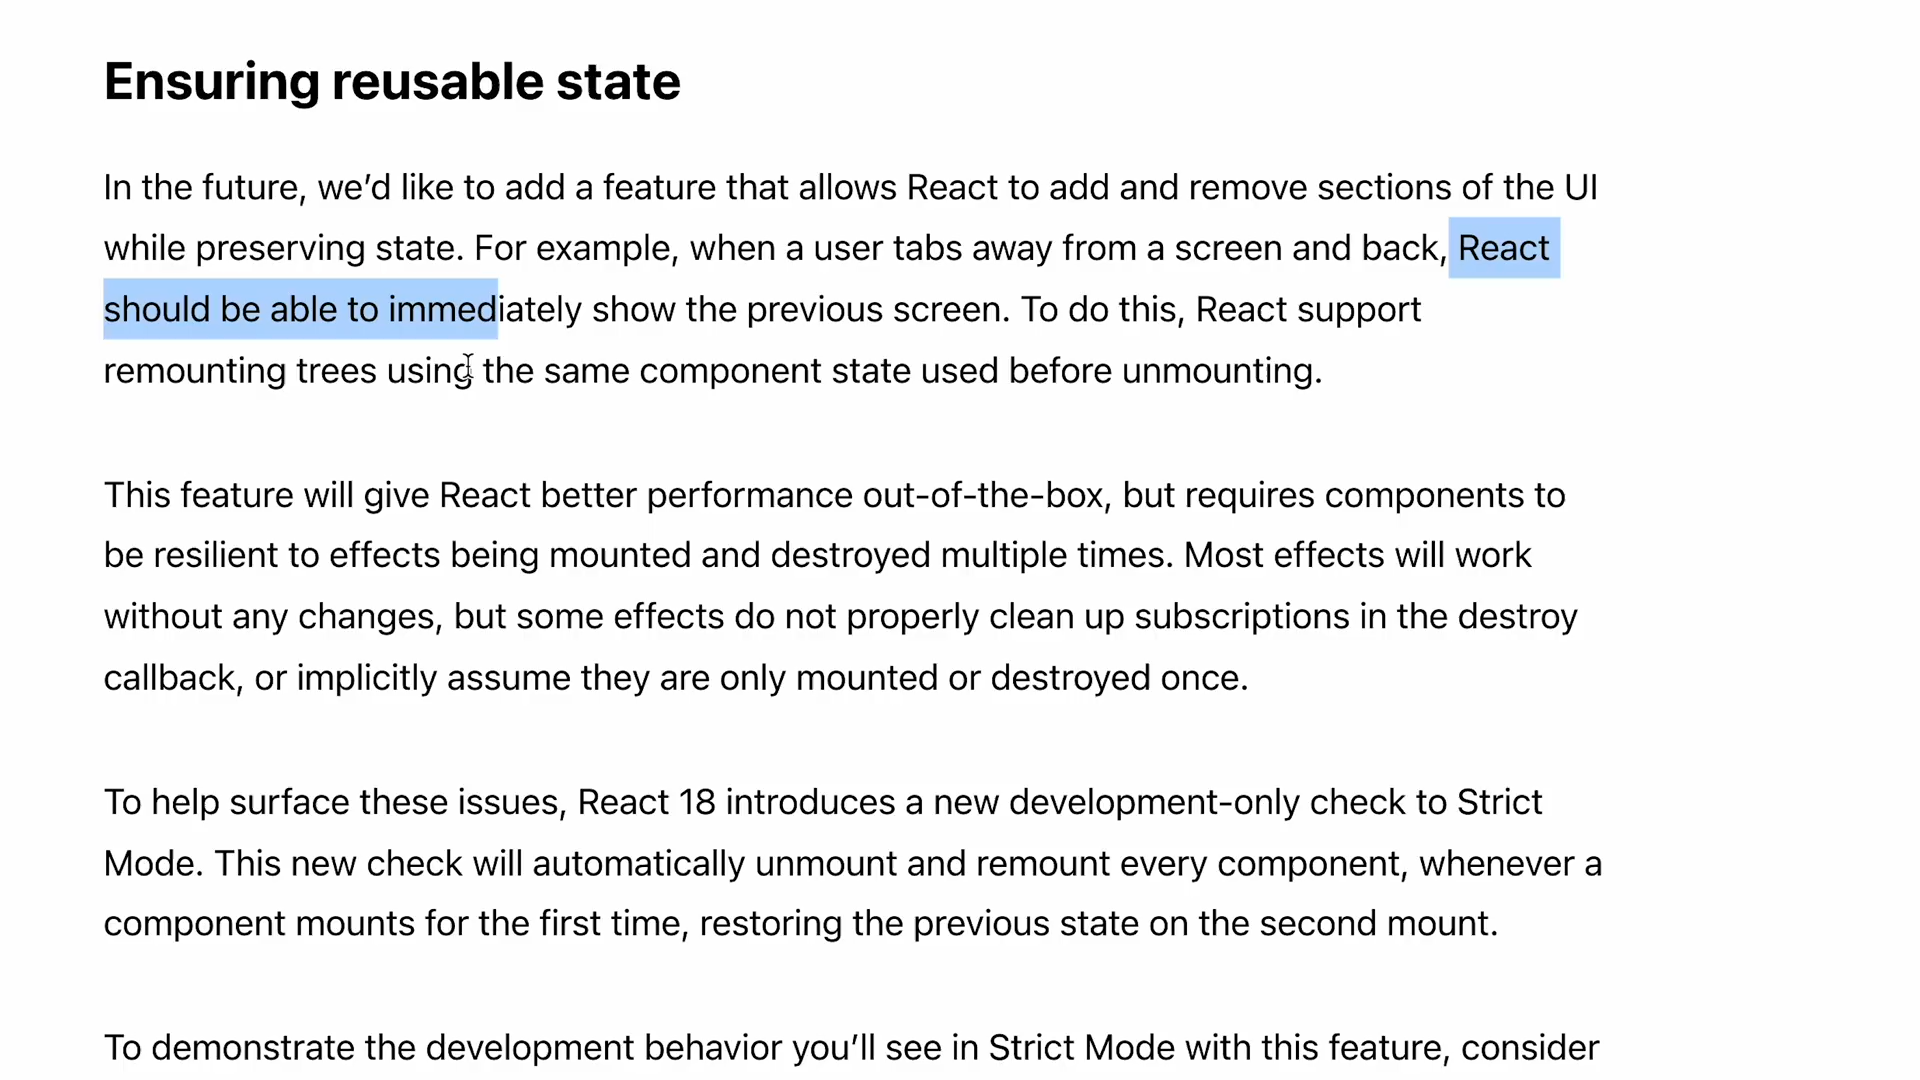 Ensuring reusable state
In the future, we’d like to add a feature that allows React to add and remove sections of the UI
while preserving state. For example, when a user tabs away from a screen and back, React
should be able to immediately show the previous screen. To do this, React support
remounting trees using the same component state used before unmounting.
This feature will give React better performance out-of-the-box, but requires components to
be resilient to effects being mounted and destroyed multiple times. Most effects will work
without any changes, but some effects do not properly clean up subscriptions in the destroy
callback, or implicitly assume they are only mounted or destroyed once.
To help surface these issues, React 18 introduces a new development-only check to Strict
Mode. This new check will automatically unmount and remount every component, whenever a
component mounts for the first time, restoring the previous state on the second mount.
To demonstrate the development behavior you’ll see in Strict Mode with this feature, consider